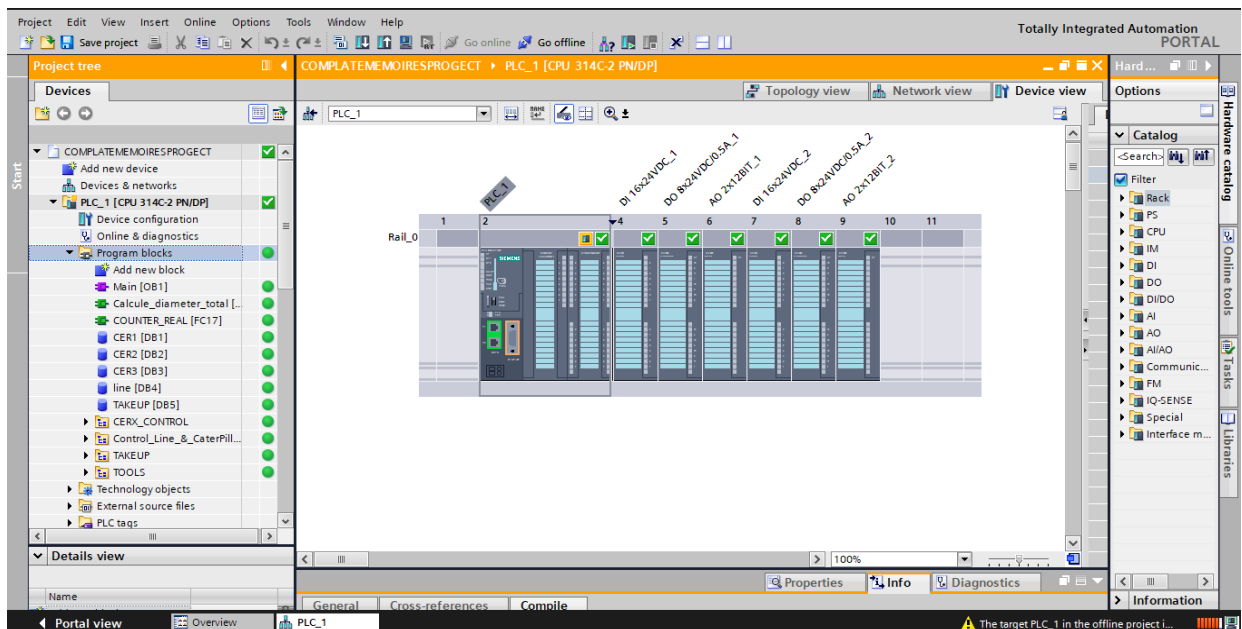 Project Edit View Insert Online Options Tools Window Help
Totally Integrated Automation
PORTAL
Save project
Go online
Go offline
Project tree
COMPLATEMEMOIRESPROGECT PLC_1 [CPU 314C-2 PN/DP]
Hard...
Devices
Topology view
Network view
Device view
Options
PLC_1
Start
COMPLATEMEMOIRESPROGECT
Add new device
Devices & networks
PLC_1 [CPU 314C-2 PN/DP]
Device configuration
Online & diagnostics
Program blocks
Add new block
Main [OB1]
Calcule_diameter_total [...
COUNTER_REAL [FC17]
CER1 [DB1]
CER2 [DB2]
CER3 [DB3]
line [DB4]
TAKEUP [DB5]
CERX_CONTROL
Control_Line_&_CaterPill...
TAKEUP
TOOLS
Technology objects
External source files
PLC tags
PLC_1
DI 16x24VDC_1
DO 8x24VDC/0.5A_1
AO 2x12BIT_1
DI 16x24VDC_2
DO 8x24VDC/0.5A_2
AO 2x12BIT_2
1 2 4 5 6 7 8 9 10 11
Rail_0
SIEMENS
Catalog
<Search>
Filter
Rack
PS
CPU
IM
DI
DO
DI/DO
AI
AO
AI/AO
Communic...
FM
IQ-SENSE
Special
Interface m...
Hardware catalog
Online tools
Tasks
Libraries
Details view
100%
Properties
Info
Diagnostics
Name
General Cross-references Compile
Information
Portal view
Overview
PLC_1
The target PLC_1 in the offline project i...